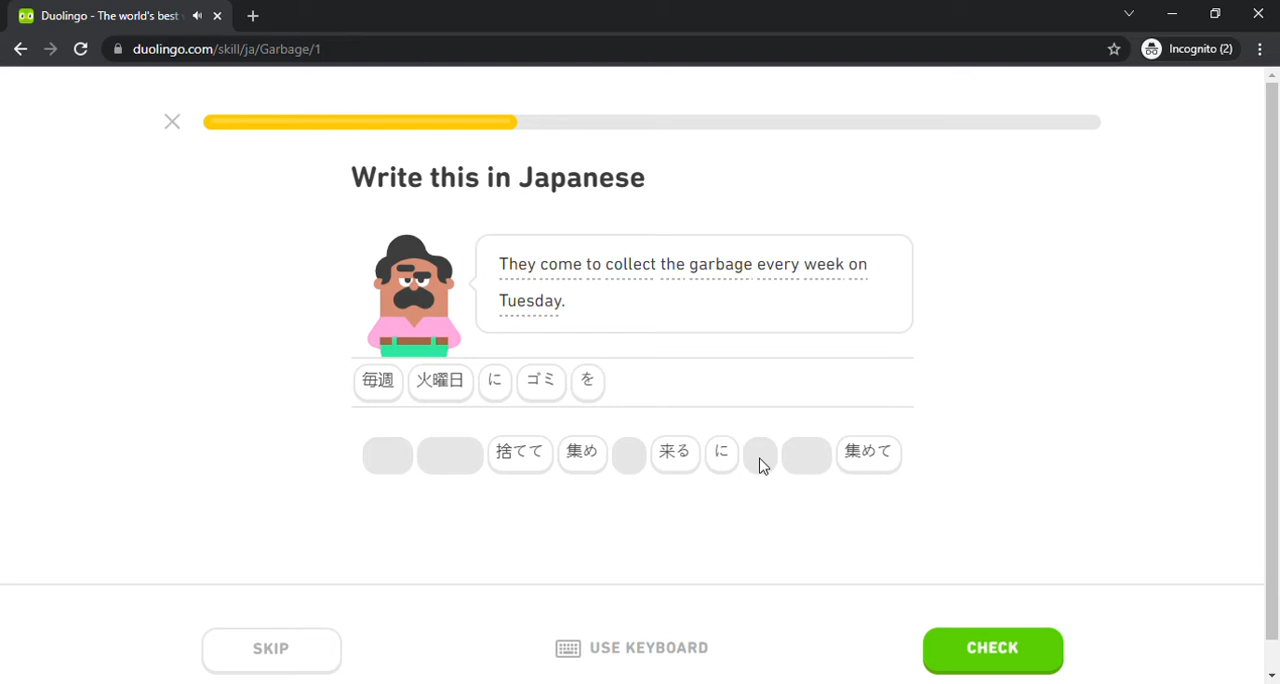 Duolingo - The world's best
duolingo.com/skill/ja/Garbage/1
Incognito (2)
Write this in Japanese
They come to collect the garbage every week on
Tuesday.
毎週 火曜日 に ゴミ を
捨てて 集め 来る に 集めて
SKIP
USE KEYBOARD
CHECK